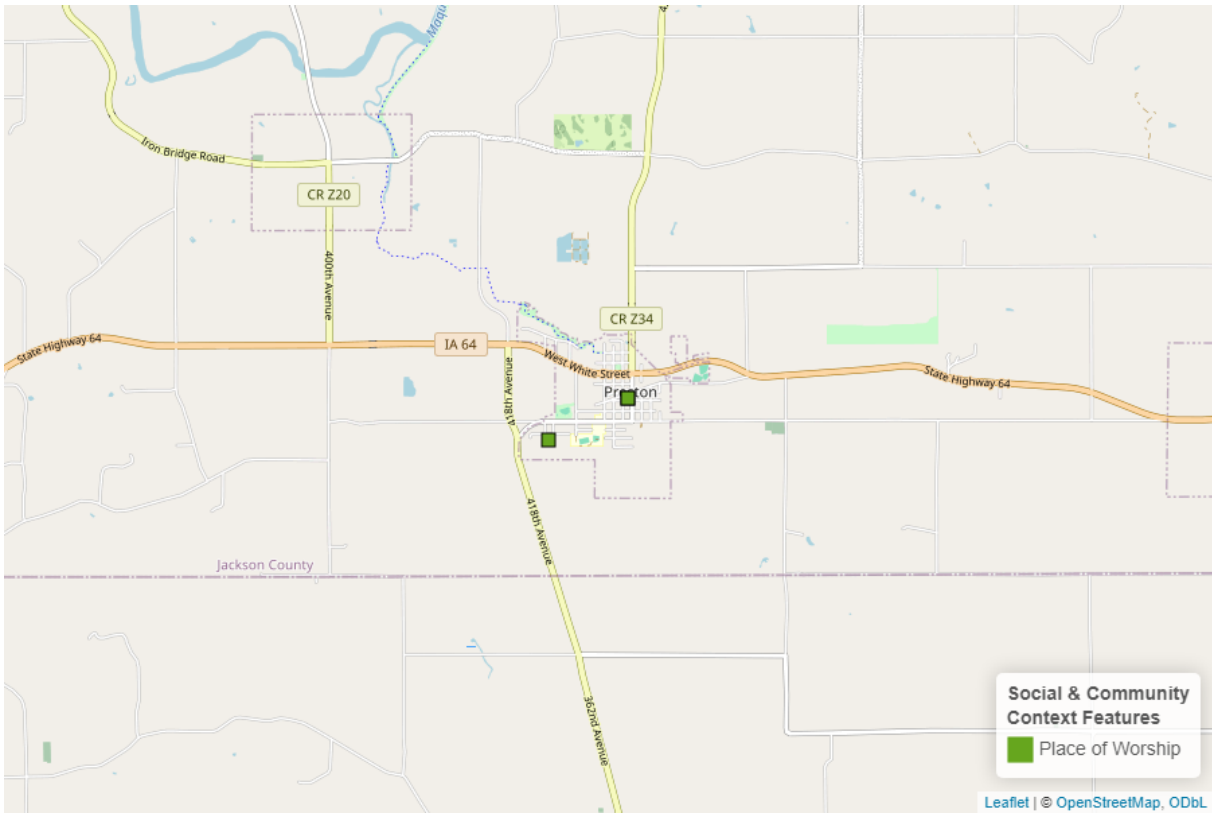 Maqu
Iron Bridge Road
CR Z20
400th Avenue
CR Z34
State Highway 64
IA 64
West White Street
State Highway 64
418th Avenue
418th Avenue
Jackson County
362nd Avenue
Social & Community
Context Features
Place of Worship
Leaflet | © OpenStreetMap, ODbL